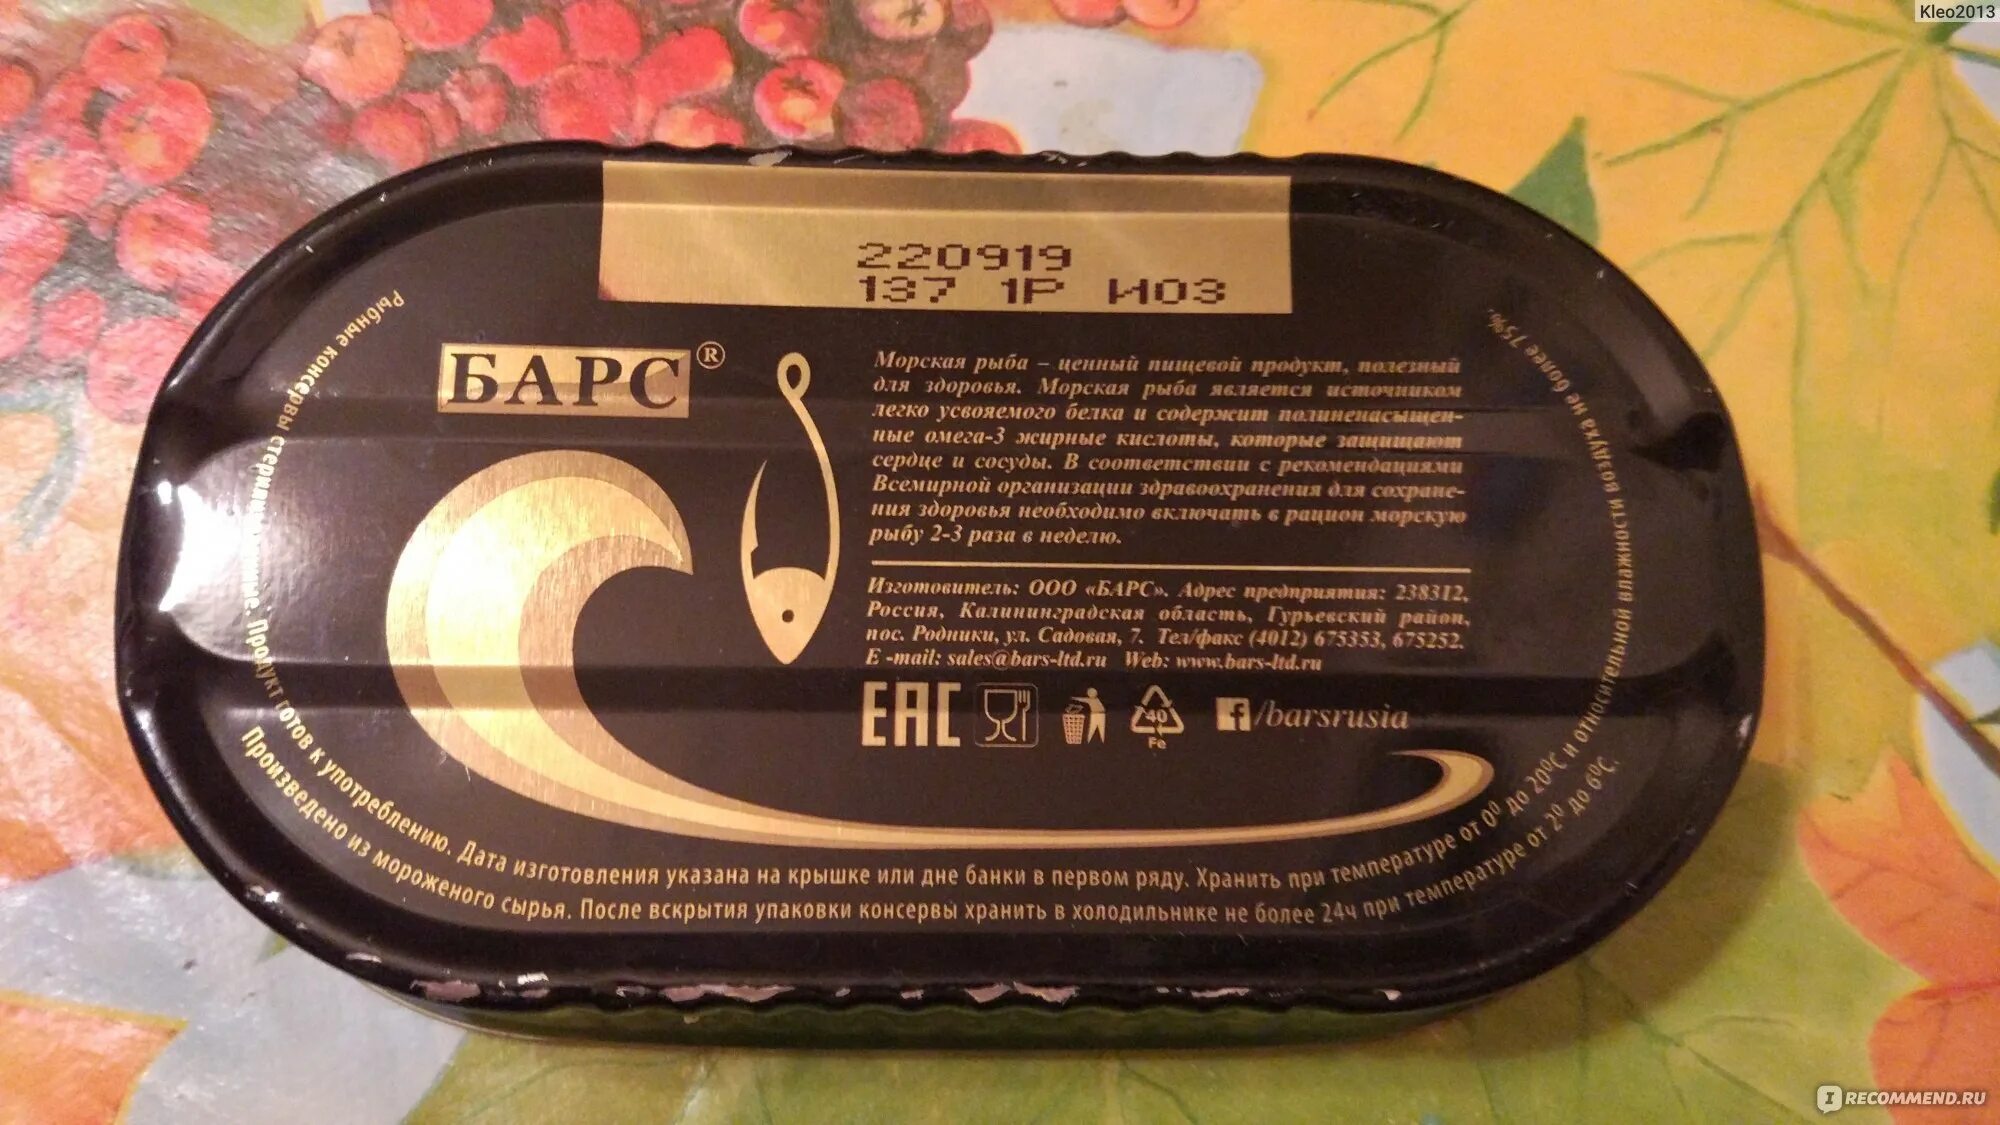 Kleo2013
220919
137 1Р И03
БАРС®
Морская рыба – ценный пищевой продукт, полезный
для здоровья. Морская рыба является источником
легко усвояемого белка и содержит полиненасыщен-
ные омега-3 жирные кислоты, которые защищают
сердце и сосуды. В соответствии с рекомендациями
Всемирной организации здравоохранения для сохране-
ния здоровья необходимо включать в рацион морскую
рыбу 2-3 раза в неделю.
Изготовитель: ООО «БАРС». Адрес предприятия: 238312,
Россия, Калининградская область, Гурьевский район,
пос. Родники, ул. Садовая, 7. Тел/факс (4012) 675353, 675252.
E -mail: sales@bars-ltd.ru Web: www.bars-ltd.ru
EAC
40
Fe
/barsrusia
Рыбные консервы. Продукт готов к употреблению. Дата изготовления указана на крышке или дне банки в первом ряду. Хранить при температуре от 0⁰ до 20⁰С и относительной влажности воздуха не более 75%.
Произведено из мороженого сырья. После вскрытия упаковки консервы хранить в холодильнике не более 24ч при температуре от 2⁰ до 6⁰С.
I RECOMMEND.RU